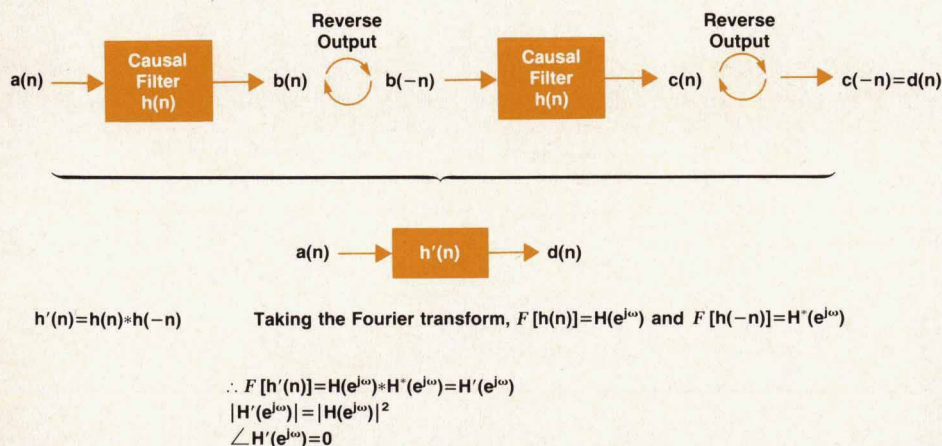 Reverse
Output
Reverse
Output
a(n)
Causal
Filter
h(n)
b(n)
b(−n)
Causal
Filter
h(n)
c(n)
c(−n)=d(n)
a(n)
h′(n)
d(n)
h′(n)=h(n)*h(−n)
Taking the Fourier transform, F [h(n)]=H(e^jω) and F [h(−n)]=H*(e^jω)
∴ F [h′(n)]=H(e^jω)*H*(e^jω)=H′(e^jω)
|H′(e^jω)|=|H(e^jω)|²
∠H′(e^jω)=0